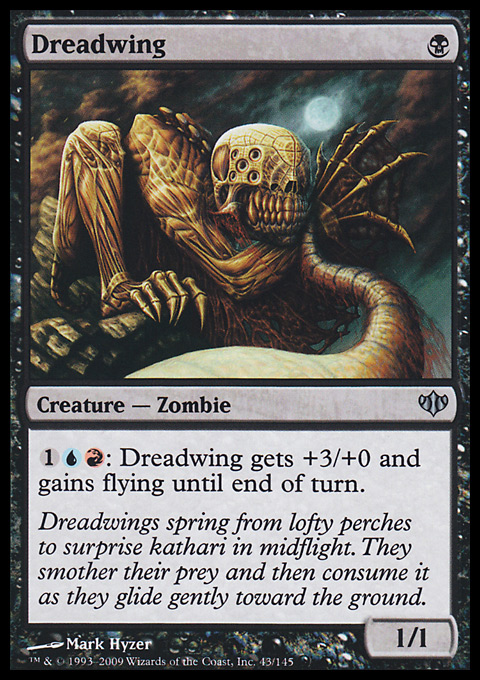 Dreadwing
Creature — Zombie
1: Dreadwing gets +3/+0 and
gains flying until end of turn.
Dreadwings spring from lofty perches
to surprise kathari in midflight. They
smother their prey and then consume it
as they glide gently toward the ground.
Mark Hyzer
1/1
™ & © 1993–2009 Wizards of the Coast, Inc. 43/145